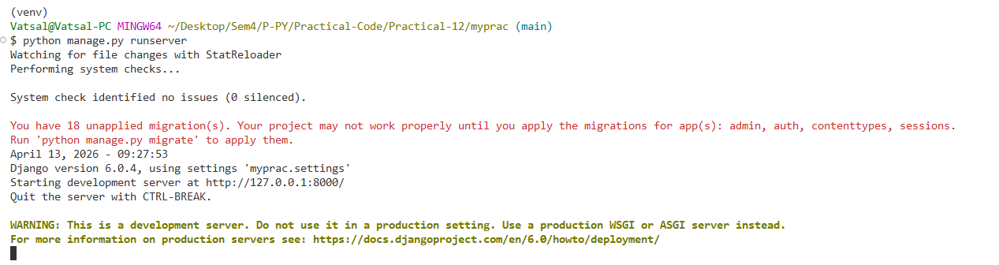 (venv)
Vatsal@Vatsal-PC MINGW64 ~/Desktop/Sem4/P-PY/Practical-Code/Practical-12/myprac (main)
$ python manage.py runserver
Watching for file changes with StatReloader
Performing system checks...
System check identified no issues (0 silenced).
You have 18 unapplied migration(s). Your project may not work properly until you apply the migrations for app(s): admin, auth, contenttypes, sessions.
Run 'python manage.py migrate' to apply them.
April 13, 2026 - 09:27:53
Django version 6.0.4, using settings 'myprac.settings'
Starting development server at http://127.0.0.1:8000/
Quit the server with CTRL-BREAK.
WARNING: This is a development server. Do not use it in a production setting. Use a production WSGI or ASGI server instead.
For more information on production servers see: https://docs.djangoproject.com/en/6.0/howto/deployment/